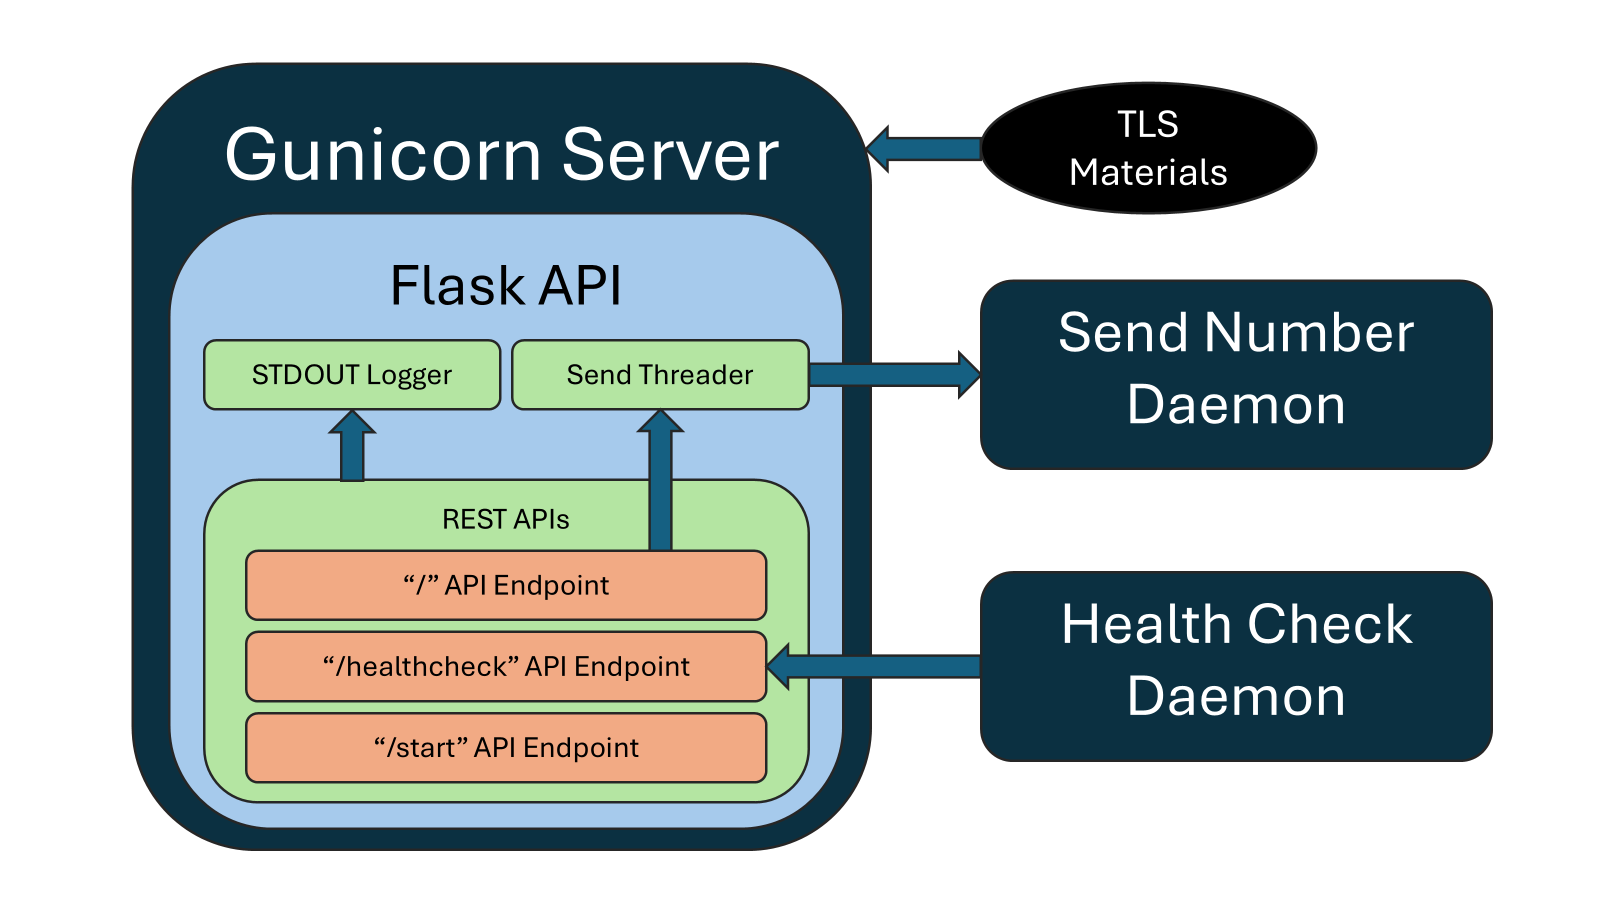 Gunicorn Server
TLS
Materials
Flask API
STDOUT Logger
Send Threader
Send Number
Daemon
REST APIs
“/” API Endpoint
“/healthcheck” API Endpoint
“/start” API Endpoint
Health Check
Daemon